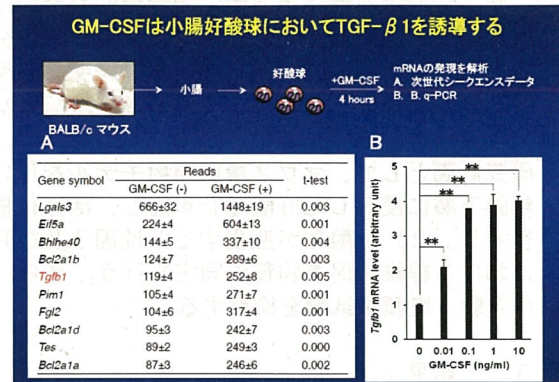 GM-CSFは小腸好酸球においてTGF-β1を誘導する
BALB/c マウス
小腸
好酸球
+GM-CSF
4 hours
mRNAの発現を解析
A. 次世代シークエンスデータ
B. B, q-PCR
A
Gene symbol Reads t-test
GM-CSF (-) GM-CSF (+)
Lgals3 666±32 1448±19 0.003
Eif5a 224±4 604±13 0.001
Bhlhe40 144±5 337±10 0.004
Bcl2a1b 124±7 289±6 0.003
Tgfb1 119±4 252±8 0.005
Pim1 105±4 271±7 0.001
Fgl2 104±6 317±4 0.001
Bcl2a1d 95±3 242±7 0.003
Tes 89±2 249±3 0.000
Bcl2a1a 87±3 246±6 0.002
B
Tgfb1 mRNA level (arbitrary unit)
5
4
3
2
1
0
**
**
**
**
0 0.01 0.1 1 10
GM-CSF (ng/ml)